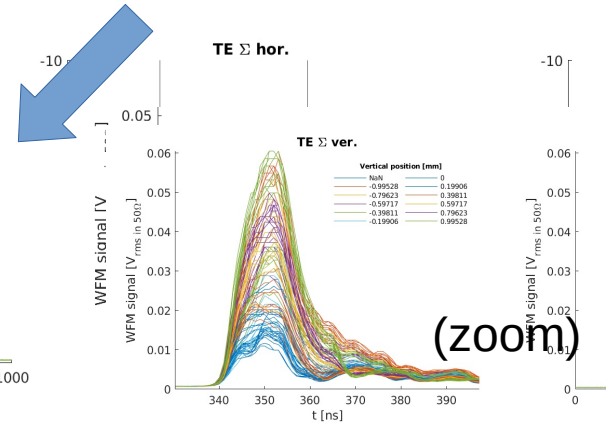 TE Σ hor.
-10
-10
0.05
TE Σ ver.
WFM signal [V
WFM signal [Vrms in 50Ω]
0.06
0.05
0.04
0.03
0.02
0.01
0
Vertical position [mm]
NaN 0
-0.99528 0.19906
-0.79623 0.39811
-0.59717 0.59717
-0.39811 0.79623
-0.19906 0.99528
340 350 360 370 380 390
t [ns]
1000
(zoom)
WFM signal [Vrms in 50Ω]
0.06
0.05
0.04
0.03
0.02
0.01
0
0